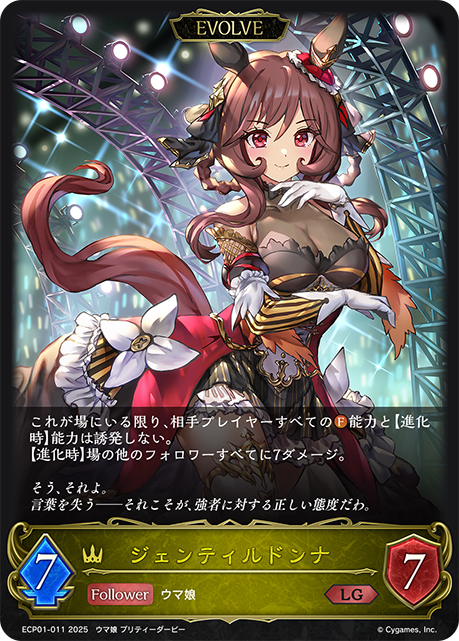 EVOLVE
これが場にいる限り、相手プレイヤーすべてのF能力と【進化
時】能力は誘発しない。
【進化時】場の他のフォロワーすべてに7ダメージ。
そう、それよ。
言葉を失う――それこそが、強者に対する正しい態度だわ。
7 ジェンティルドンナ 7
Follower ウマ娘 LG
ECP01-011 2025 ウマ娘 プリティーダービー © Cygames, Inc.